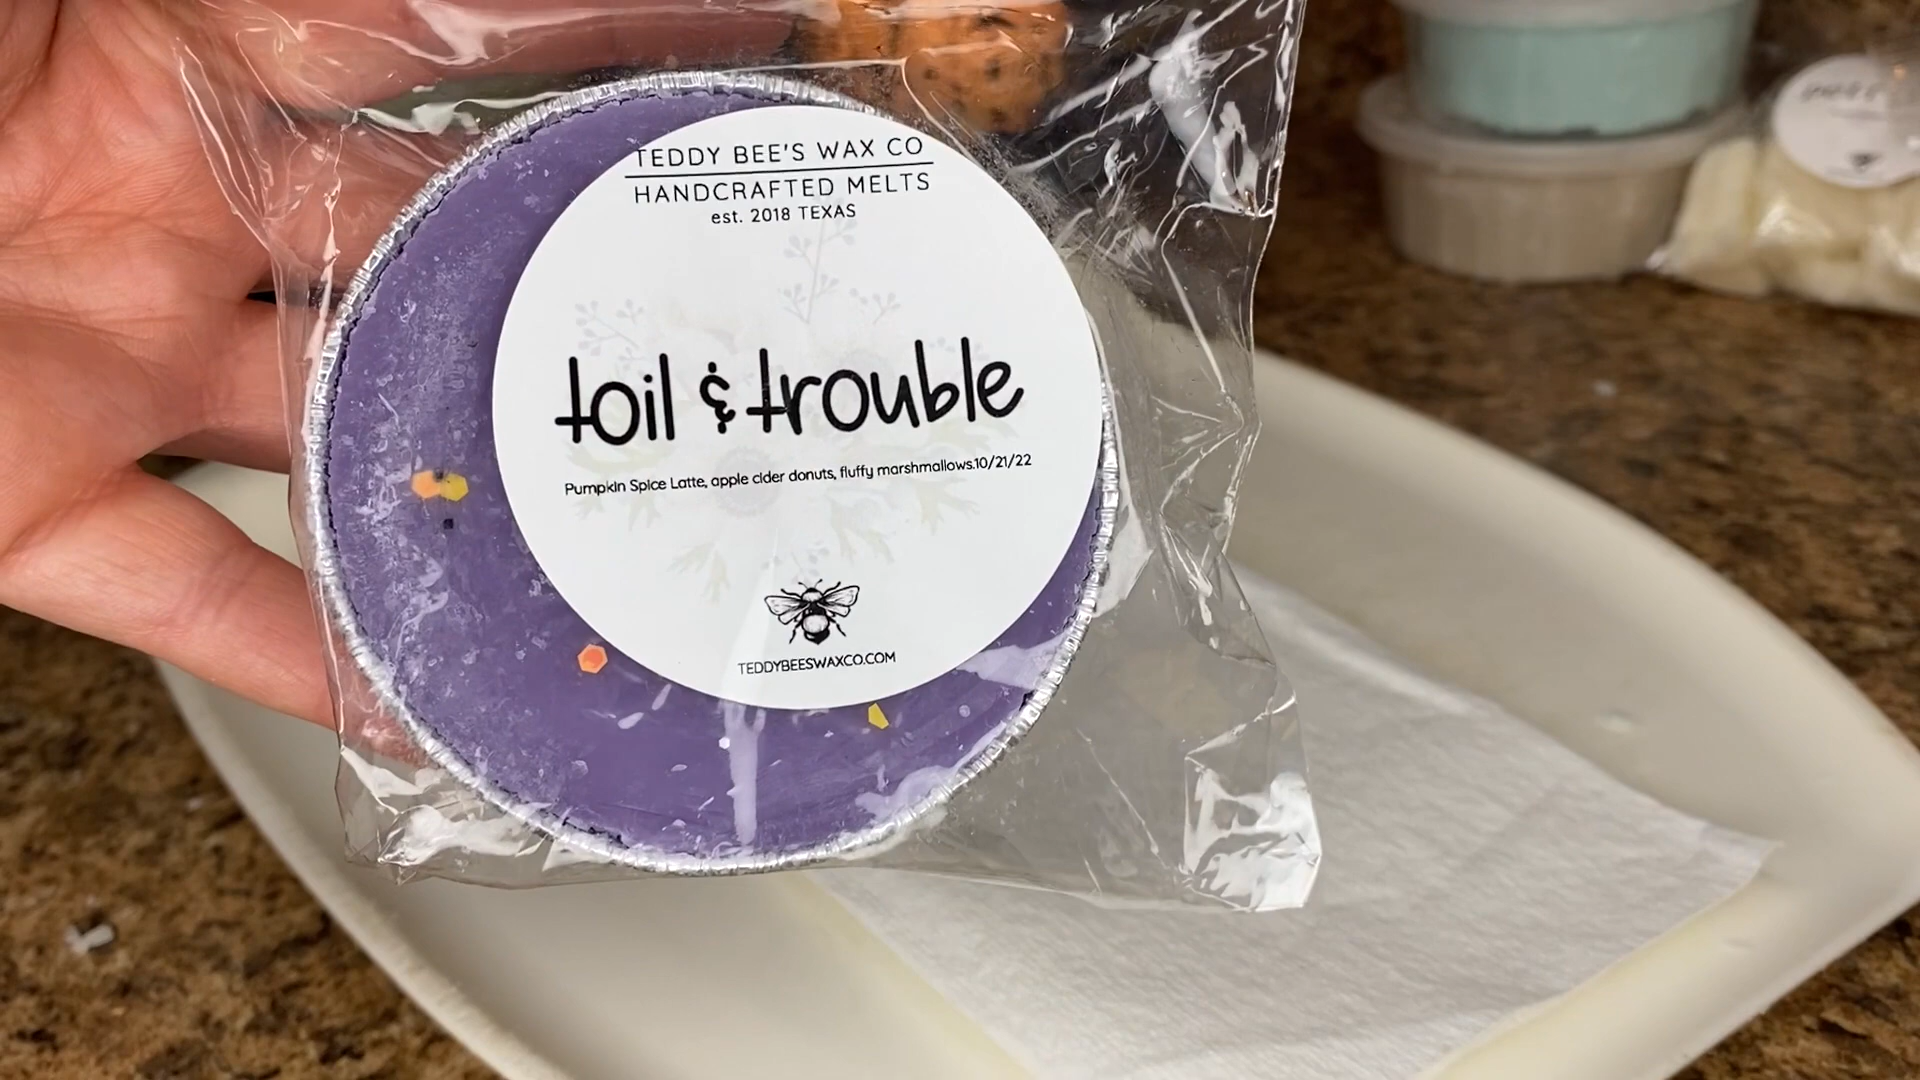 TEDDY BEE'S WAX CO
HANDCRAFTED MELTS
est. 2018 TEXAS
toil & trouble
Pumpkin Spice Latte, apple cider donuts, fluffy marshmallows.10/21/22
TEDDYBEESWAXCO.COM